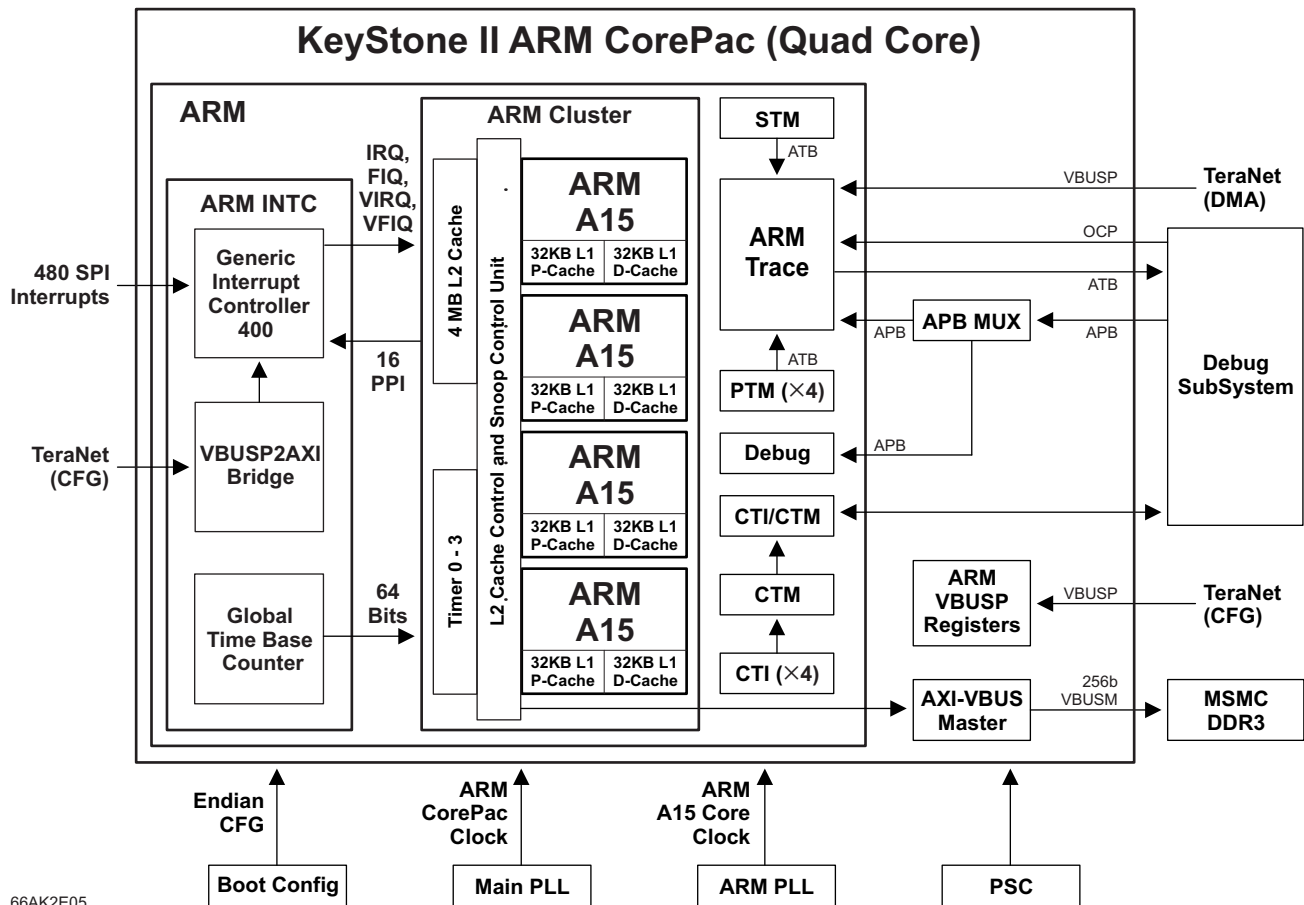 KeyStone II ARM CorePac (Quad Core)
ARM
ARM INTC
Generic
Interrupt
Controller
400
VBUSP2AXI
Bridge
Global
Time Base
Counter
480 SPI
Interrupts
TeraNet
(CFG)
IRQ,
FIQ,
VIRQ,
VFIQ
16
PPI
64
Bits
ARM Cluster
4 MB L2 Cache
Timer 0 - 3
L2 Cache Control and Snoop Control Unit
ARM
A15
32KB L1
P-Cache
32KB L1
D-Cache
ARM
A15
32KB L1
P-Cache
32KB L1
D-Cache
ARM
A15
32KB L1
P-Cache
32KB L1
D-Cache
ARM
A15
32KB L1
P-Cache
32KB L1
D-Cache
STM
ATB
ARM
Trace
ATB
PTM (×4)
Debug
CTI/CTM
CTM
CTI (×4)
VBUSP
TeraNet
(DMA)
OCP
ATB
APB
APB MUX
APB
APB
Debug
SubSystem
ARM
VBUSP
Registers
VBUSP
TeraNet
(CFG)
AXI-VBUS
Master
256b
VBUSM
MSMC
DDR3
Endian
CFG
ARM
CorePac
Clock
ARM
A15 Core
Clock
Boot Config
Main PLL
ARM PLL
PSC
66AK2E05